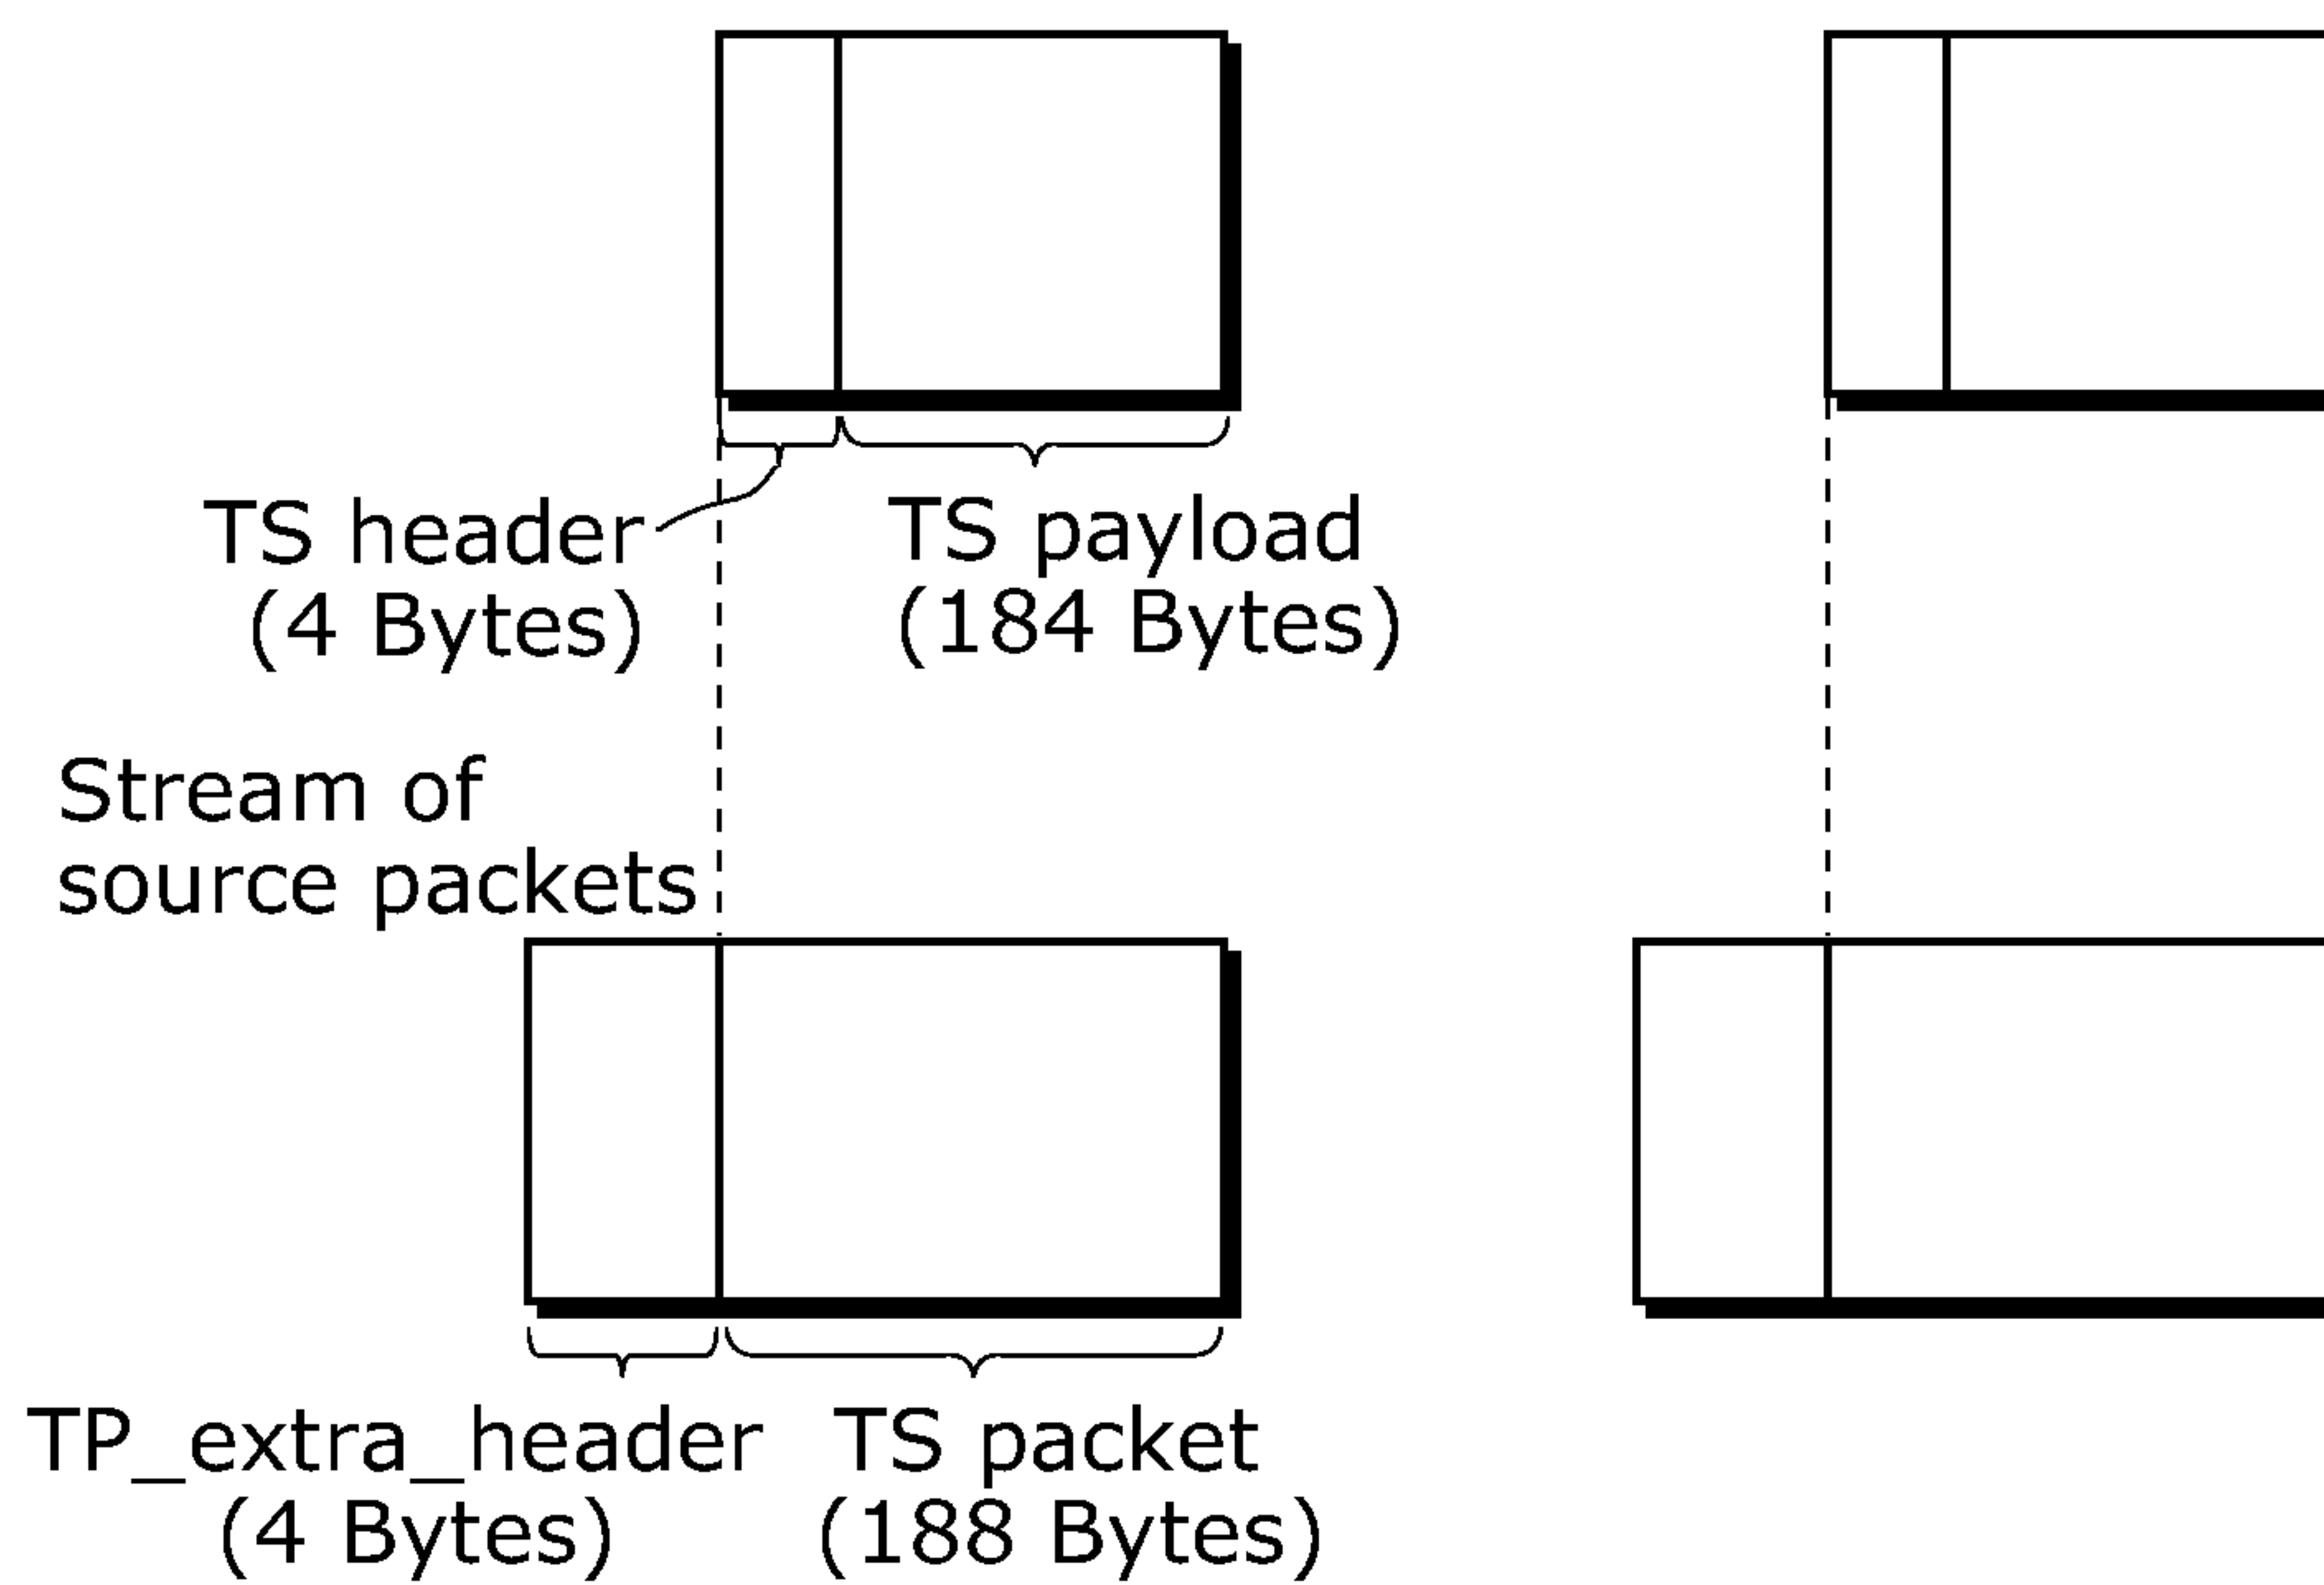 TS header
(4 Bytes)
TS payload
(184 Bytes)
Stream of
source packets
TP_extra_header
(4 Bytes)
TS packet
(188 Bytes)